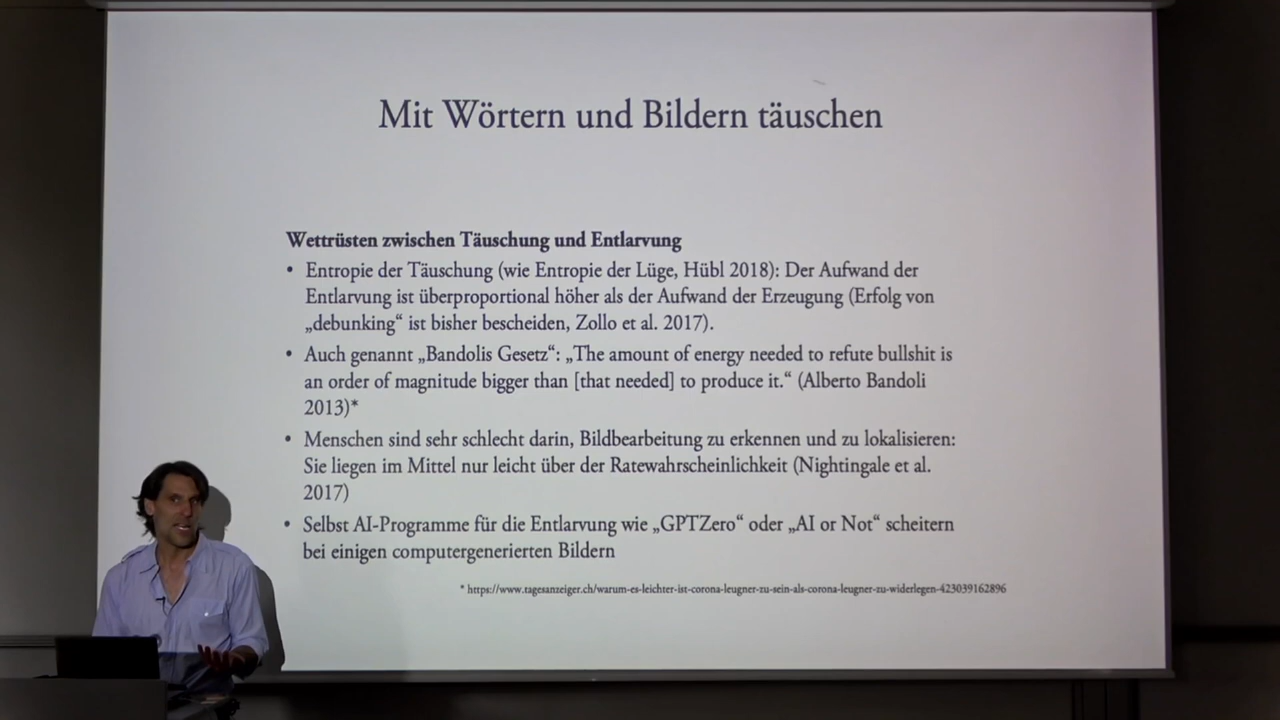 Mit Wörtern und Bildern täuschen
Wettrüsten zwischen Täuschung und Entlarvung
• Entropie der Täuschung (wie Entropie der Lüge, Hübl 2018): Der Aufwand der
Entlarvung ist überproportional höher als der Aufwand der Erzeugung (Erfolg von
„debunking“ ist bisher bescheiden, Zollo et al. 2017).
• Auch genannt „Bandolis Gesetz“: „The amount of energy needed to refute bullshit is
an order of magnitude bigger than [that needed] to produce it.“ (Alberto Bandoli
2013)*
• Menschen sind sehr schlecht darin, Bildbearbeitung zu erkennen und zu lokalisieren:
Sie liegen im Mittel nur leicht über der Ratewahrscheinlichkeit (Nightingale et al.
2017)
• Selbst AI-Programme für die Entlarvung wie „GPTZero“ oder „AI or Not“ scheitern
bei einigen computergenerierten Bildern
* https://www.tagesanzeiger.ch/warum-es-leichter-ist-corona-leugner-zu-sein-als-corona-leugner-zu-widerlegen-423039162896